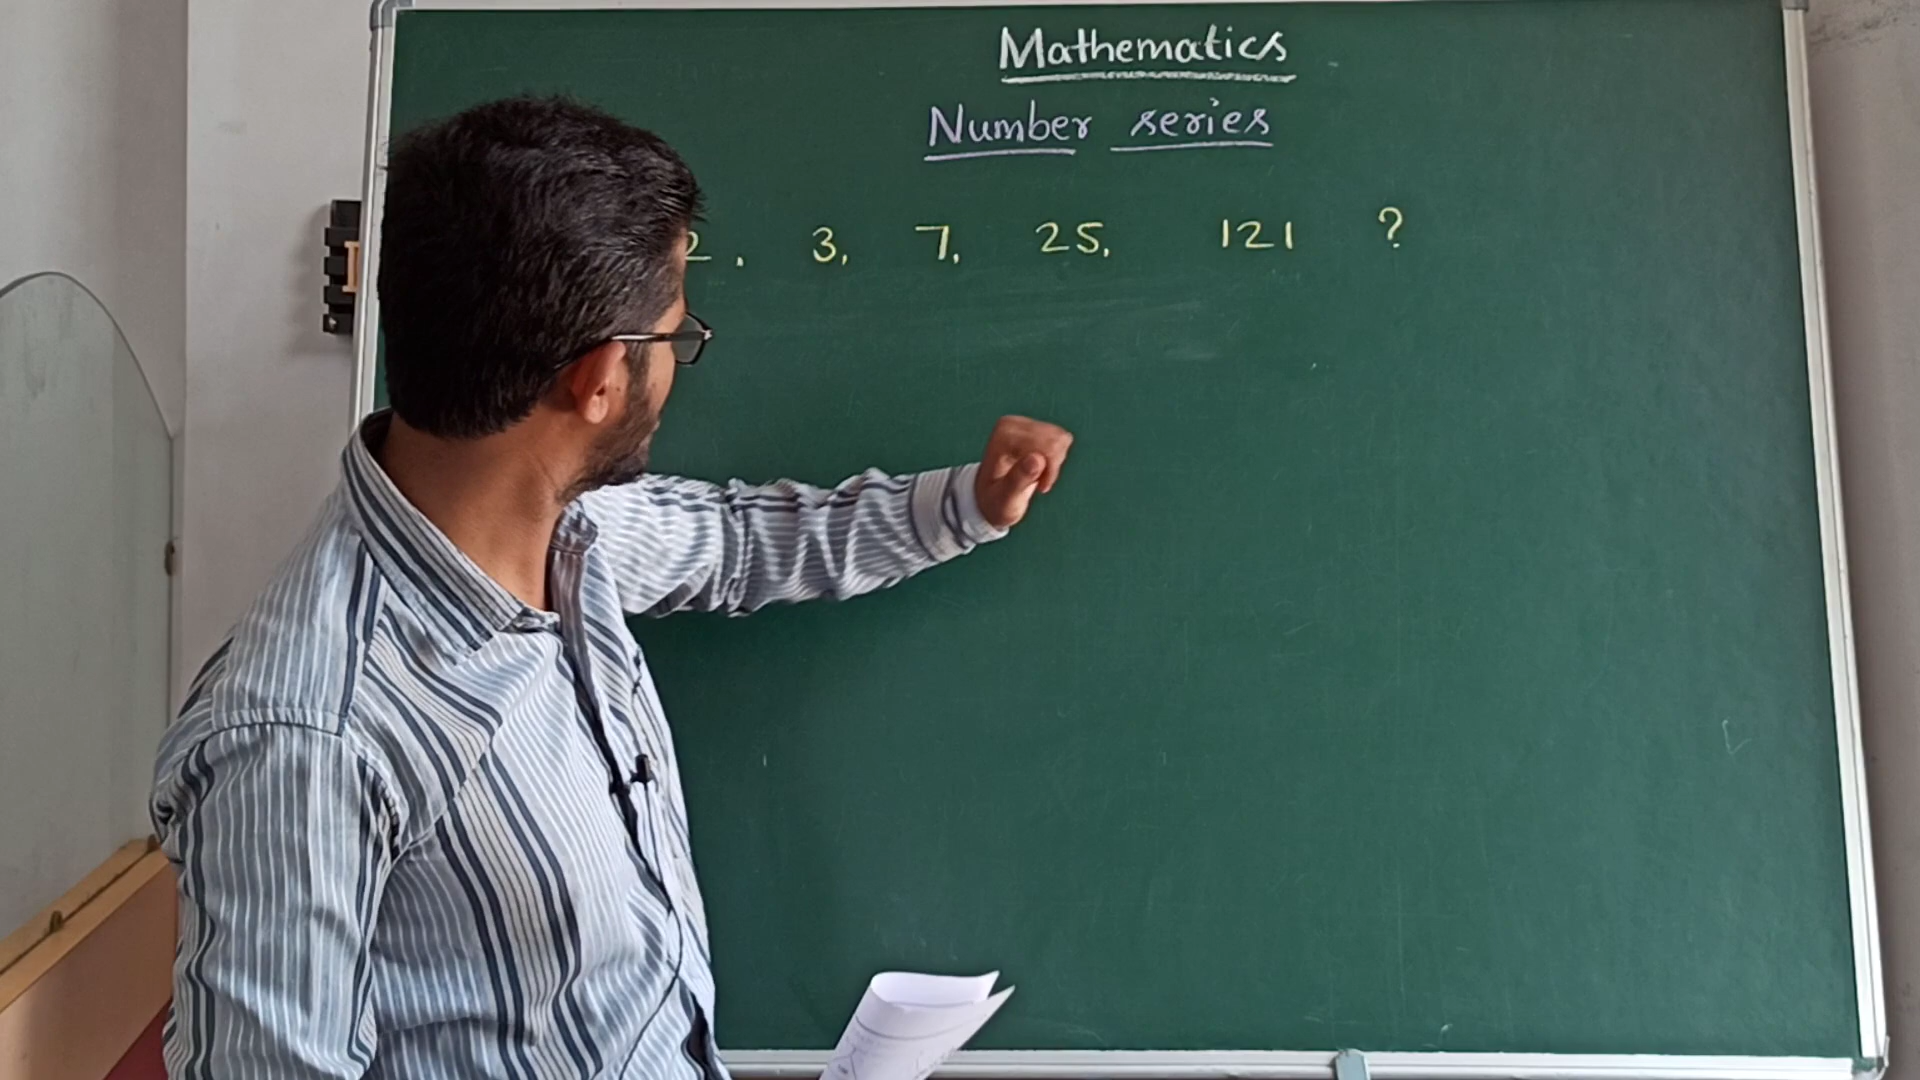 Mathematics
Number series
2, 3, 7, 25, 121 ?